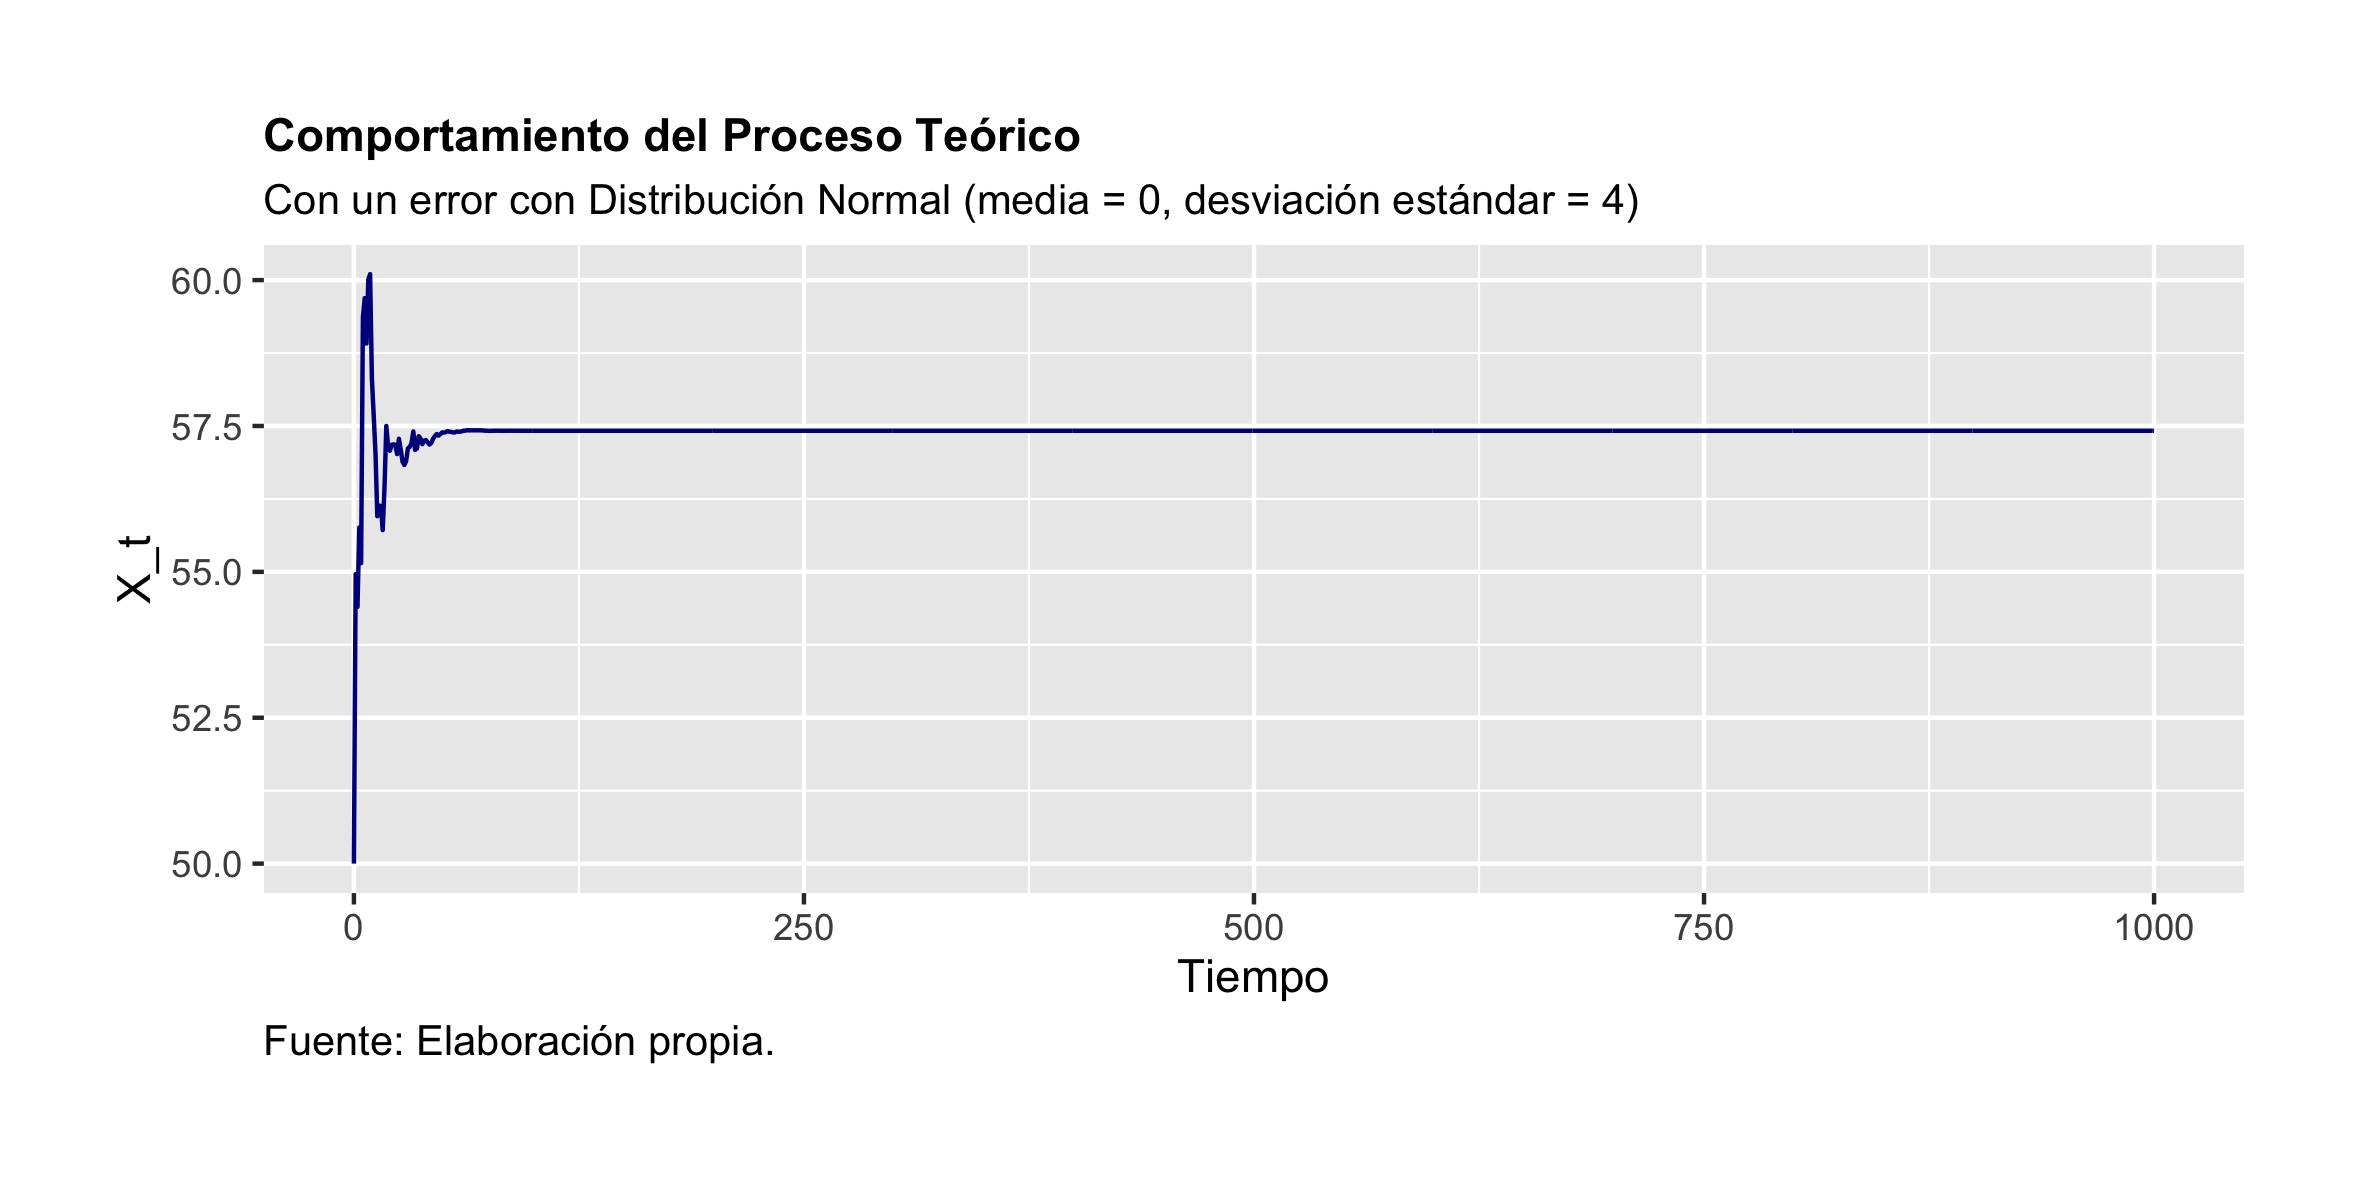 Comportamiento del Proceso Teórico
Con un error con Distribución Normal (media = 0, desviación estándar = 4)
X_t
60.0
57.5
55.0
52.5
50.0
0
250
500
750
1000
Tiempo
Fuente: Elaboración propia.